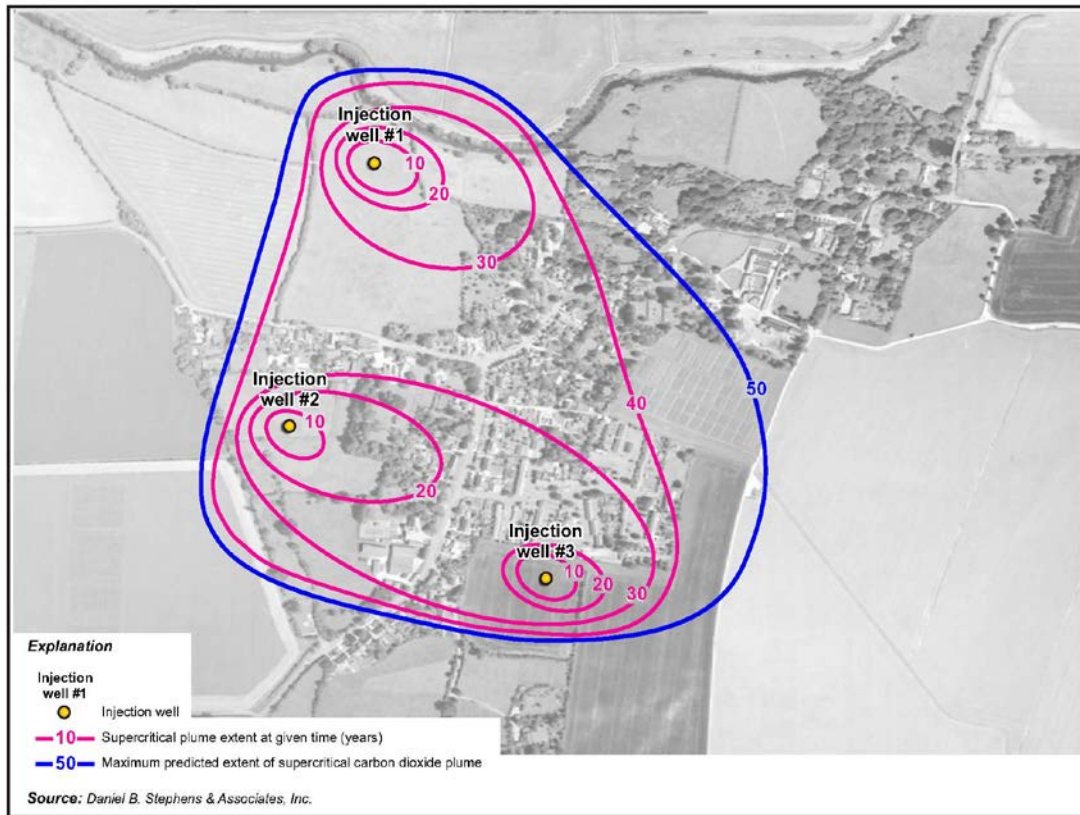 Injection
well #1
10
20
30
Injection
well #2
10
20
40
50
Injection
well #3
10
20
30
Explanation
Injection
well #1
Injection well
10 Supercritical plume extent at given time (years)
50 Maximum predicted extent of supercritical carbon dioxide plume
Source: Daniel B. Stephens & Associates, Inc.